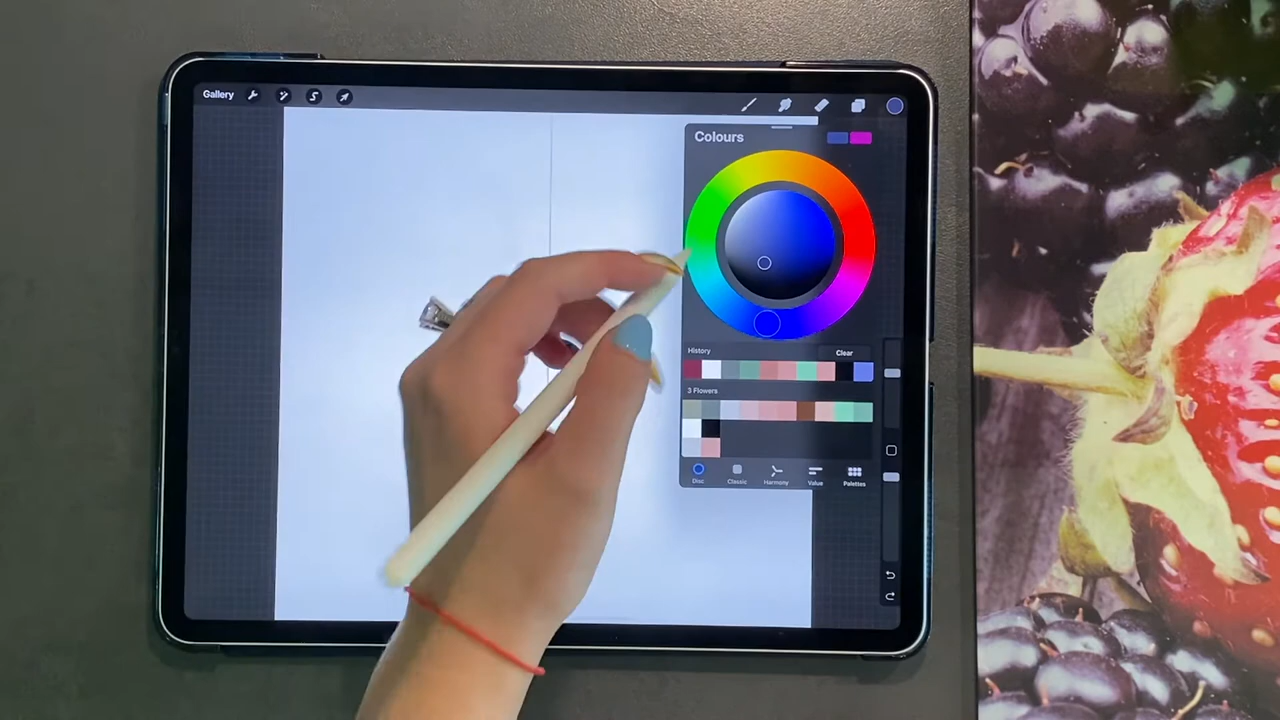 Gallery
Colours
History
Clear
3 Flowers
Disc
Classic
Harmony
Value
Palettes